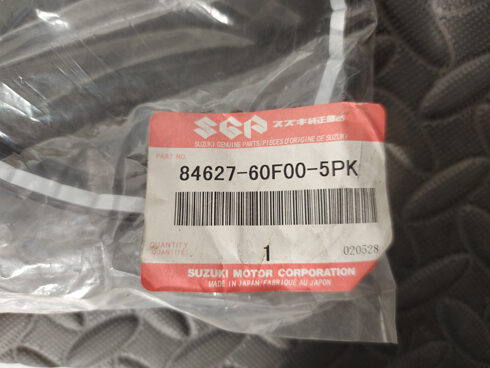 SGP スズキ純正部品
SUZUKI GENUINE PARTS/PIECES D'ORIGINE DE SUZUKI
PART NO.
84627-60F00-5PK
QUANTITY
(QUANTITE)
1
020528
SUZUKI MOTOR CORPORATION
MADE IN JAPAN/FABRIQUE AU JAPON